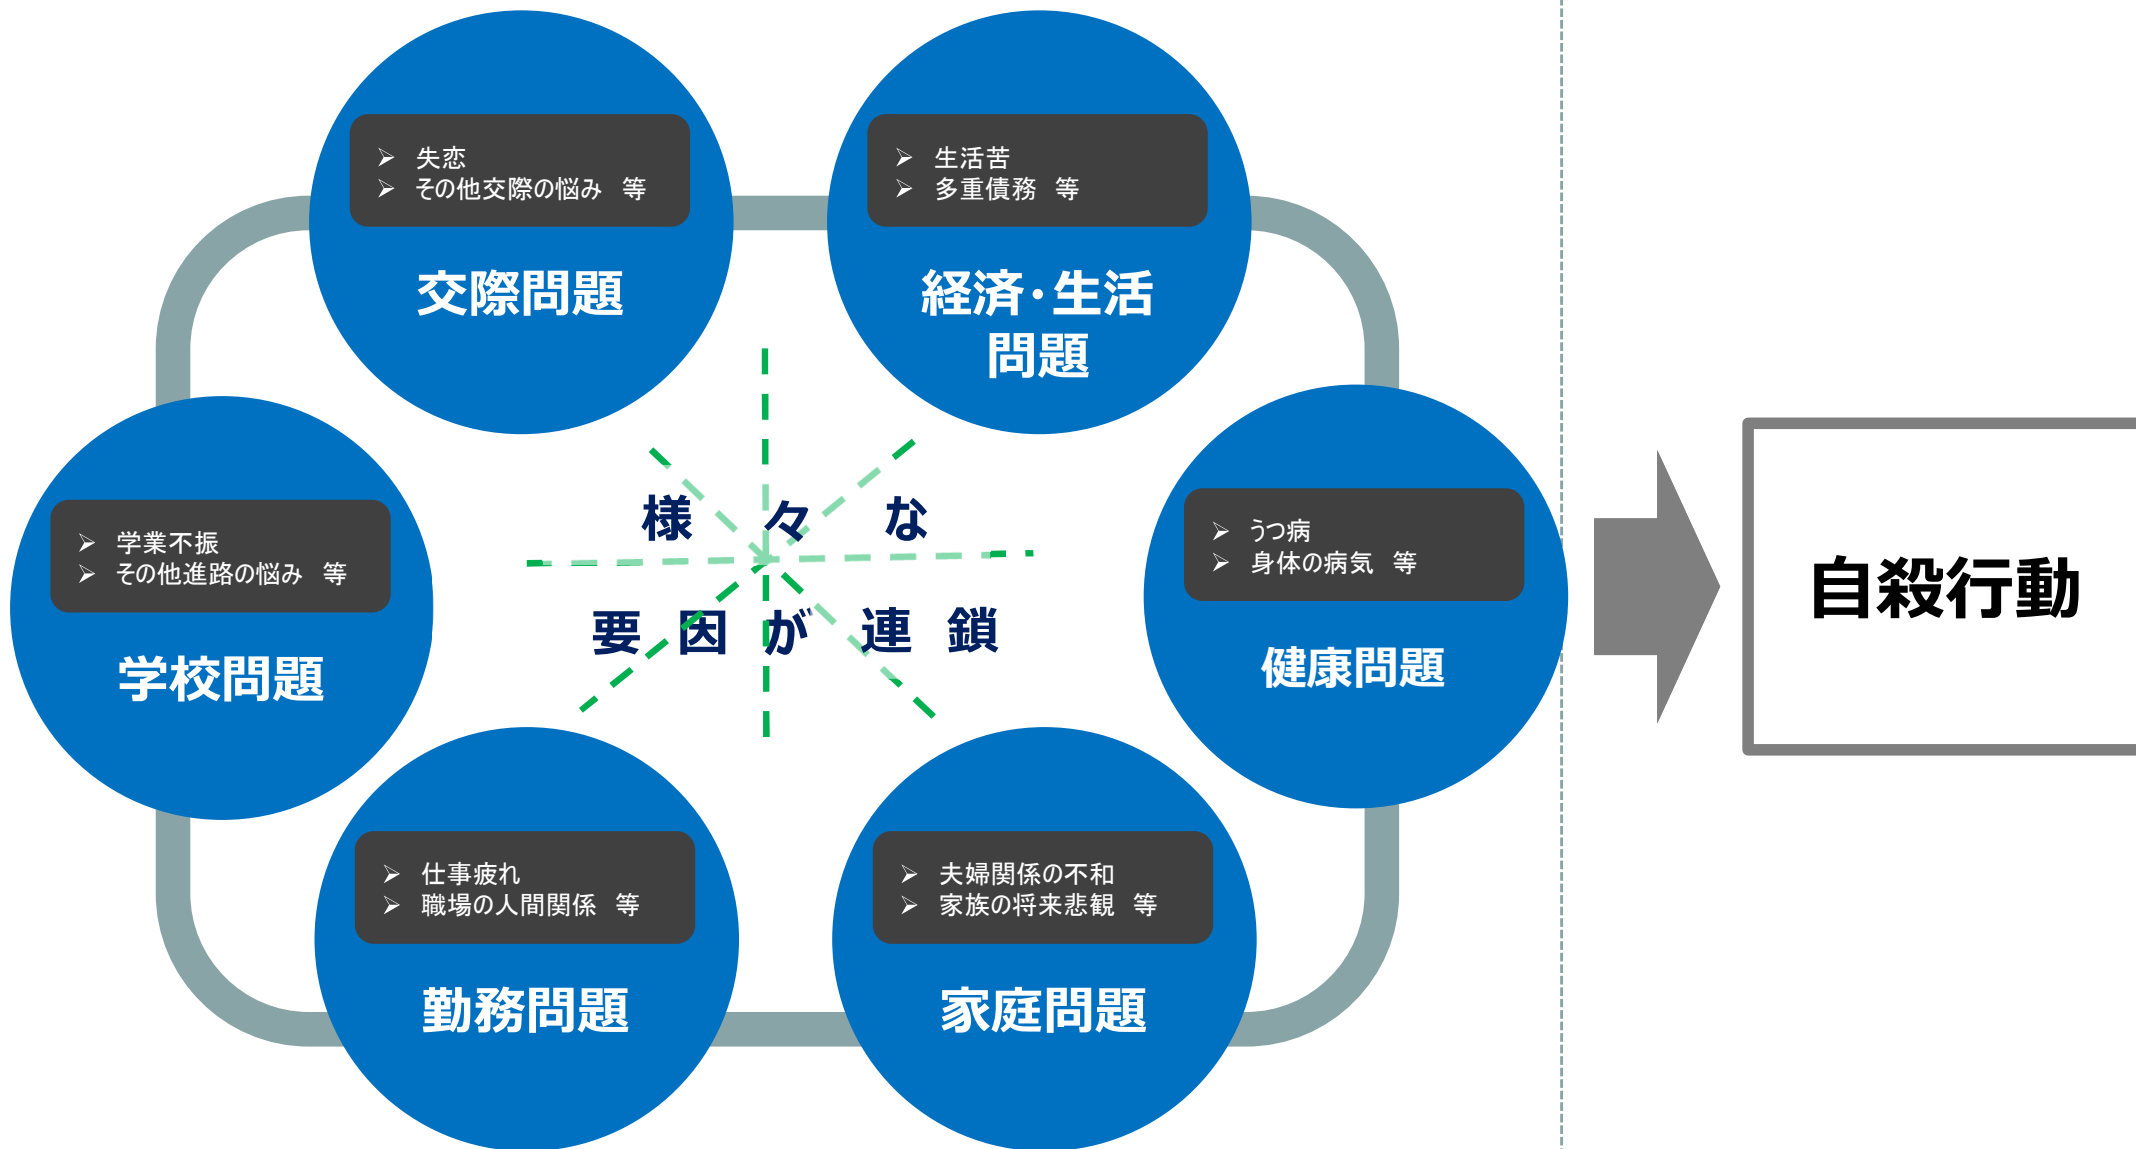 ➢ 失恋
➢ その他交際の悩み 等
交際問題
➢ 生活苦
➢ 多重債務 等
経済・生活
問題
➢ 学業不振
➢ その他進路の悩み 等
学校問題
様々な
要因が連鎖
➢ うつ病
➢ 身体の病気 等
健康問題
➢ 仕事疲れ
➢ 職場の人間関係 等
勤務問題
➢ 夫婦関係の不和
➢ 家族の将来悲観 等
家庭問題
自殺行動